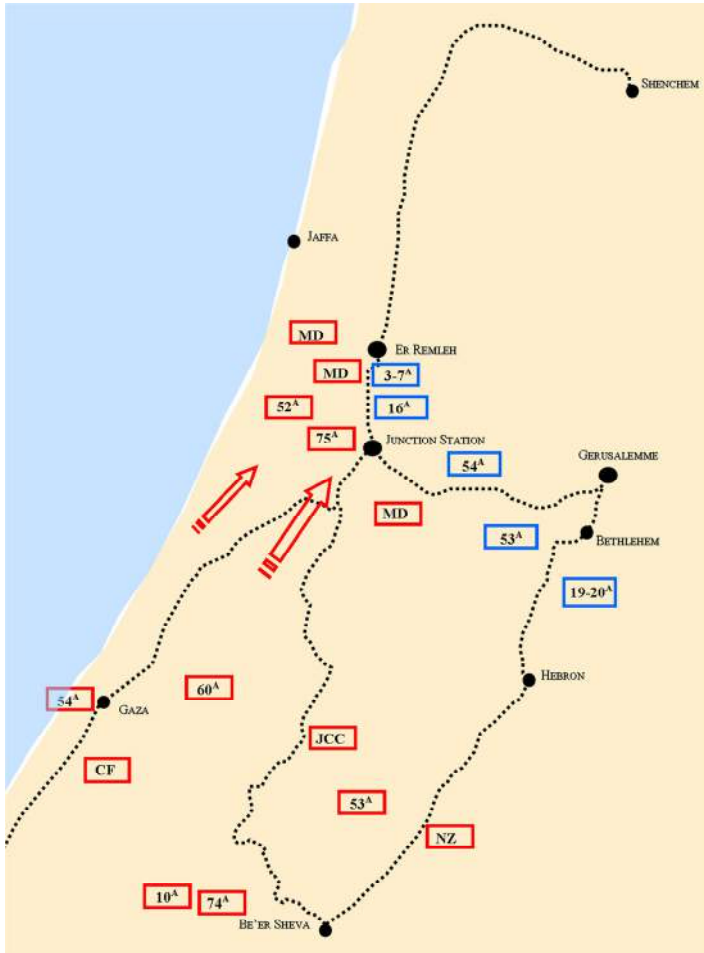 SHENCHEM
JAFFA
MD
ER REMLEH
MD
3-7ᴬ
52ᴬ
16ᴬ
75ᴬ
JUNCTION STATION
54ᴬ
GERUSALEMME
MD
53ᴬ
BETHLEHEM
19-20ᴬ
HEBRON
60ᴬ
54ᴬ
GAZA
JCC
CF
53ᴬ
NZ
10ᴬ
74ᴬ
BE'ER SHEVA